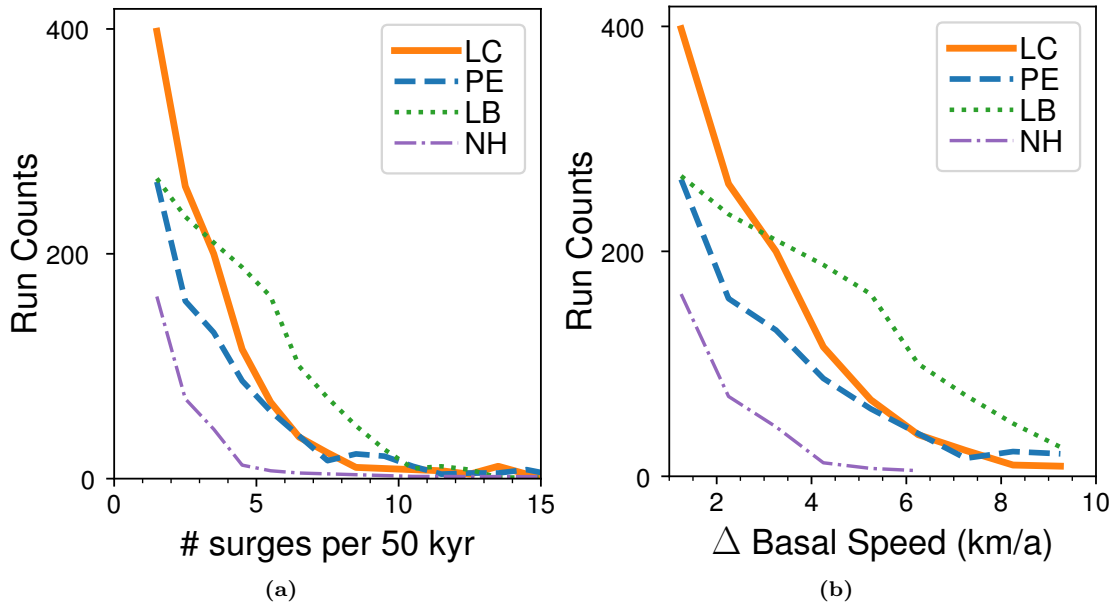 400
200
0
Run Counts
LC
PE
LB
NH
0 5 10 15
# surges per 50 kyr
(a)
400
200
0
Run Counts
LC
PE
LB
NH
2 4 6 8 10
Δ Basal Speed (km/a)
(b)